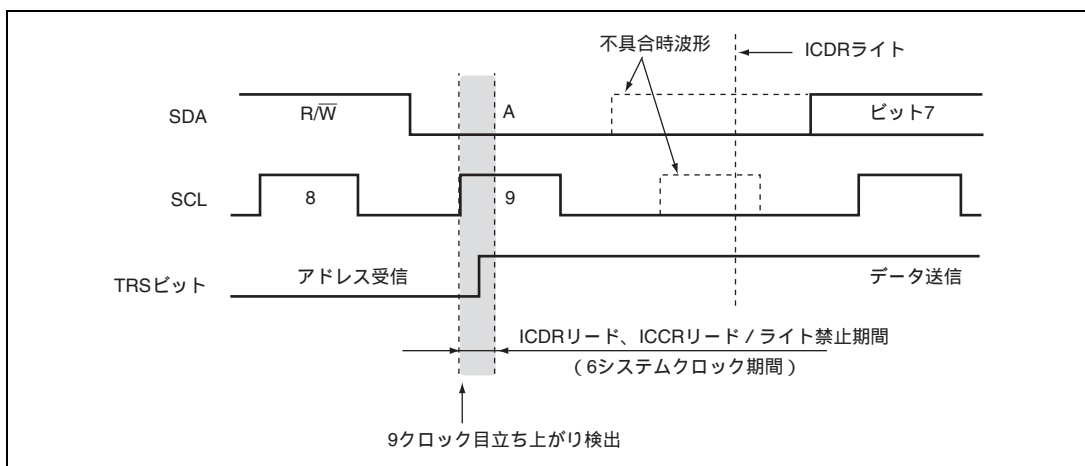 不具合時波形
ICDRライト
SDA
R/W
A
ビット7
SCL
8
9
TRSビット
アドレス受信
データ送信
ICDRリード、ICCRリード / ライト禁止期間
(6システムクロック期間)
9クロック目立ち上がり検出